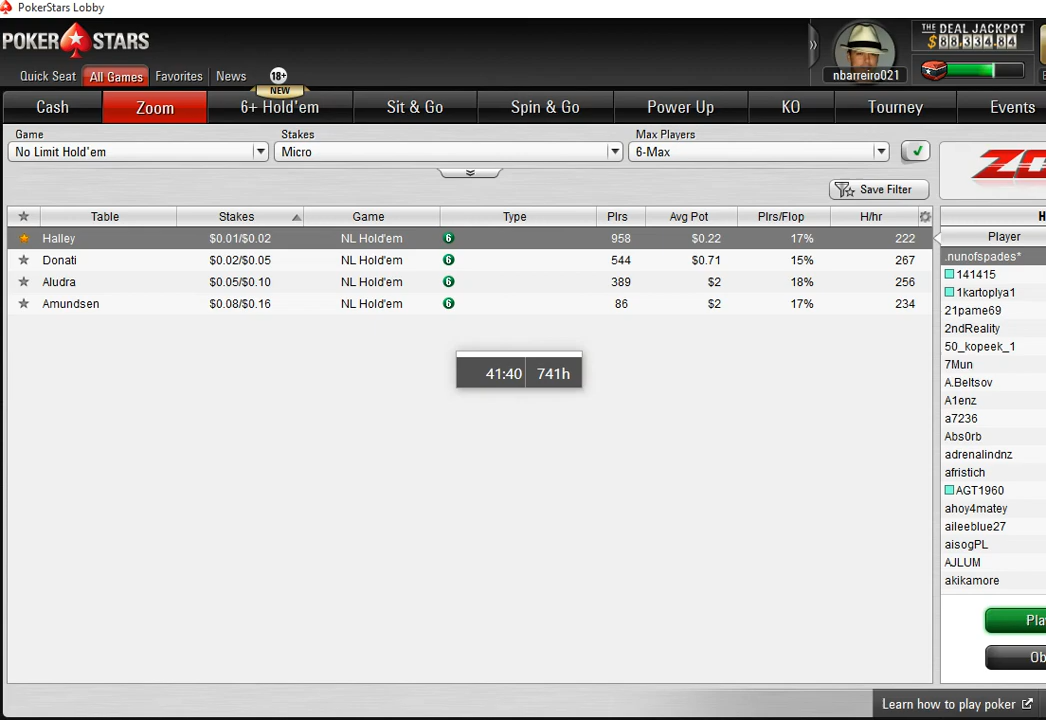 PokerStars Lobby
POKER STARS
THE DEAL JACKPOT
$88,334.84
nbarreiro021
Quick Seat All Games Favorites News 18+
NEW
Cash Zoom 6+ Hold'em Sit & Go Spin & Go Power Up KO Tourney Events
Game Stakes Max Players
No Limit Hold'em Micro 6-Max
Save Filter
Table Stakes Game Type Plrs Avg Pot Plrs/Flop H/hr
Halley $0.01/$0.02 NL Hold'em 6 958 $0.22 17% 222
Donati $0.02/$0.05 NL Hold'em 6 544 $0.71 15% 267
Aludra $0.05/$0.10 NL Hold'em 6 389 $2 18% 256
Amundsen $0.08/$0.16 NL Hold'em 6 86 $2 17% 234
41:40 741h
ZO
H
Player
.nunofspades*
141415
1kartoplya1
21pame69
2ndReality
50_kopeek_1
7Mun
A.Beltsov
A1enz
a7236
Abs0rb
adrenalindnz
afristich
AGT1960
ahoy4matey
aileeblue27
aisogPL
AJLUM
akikamore
Pla
Ob
Learn how to play poker